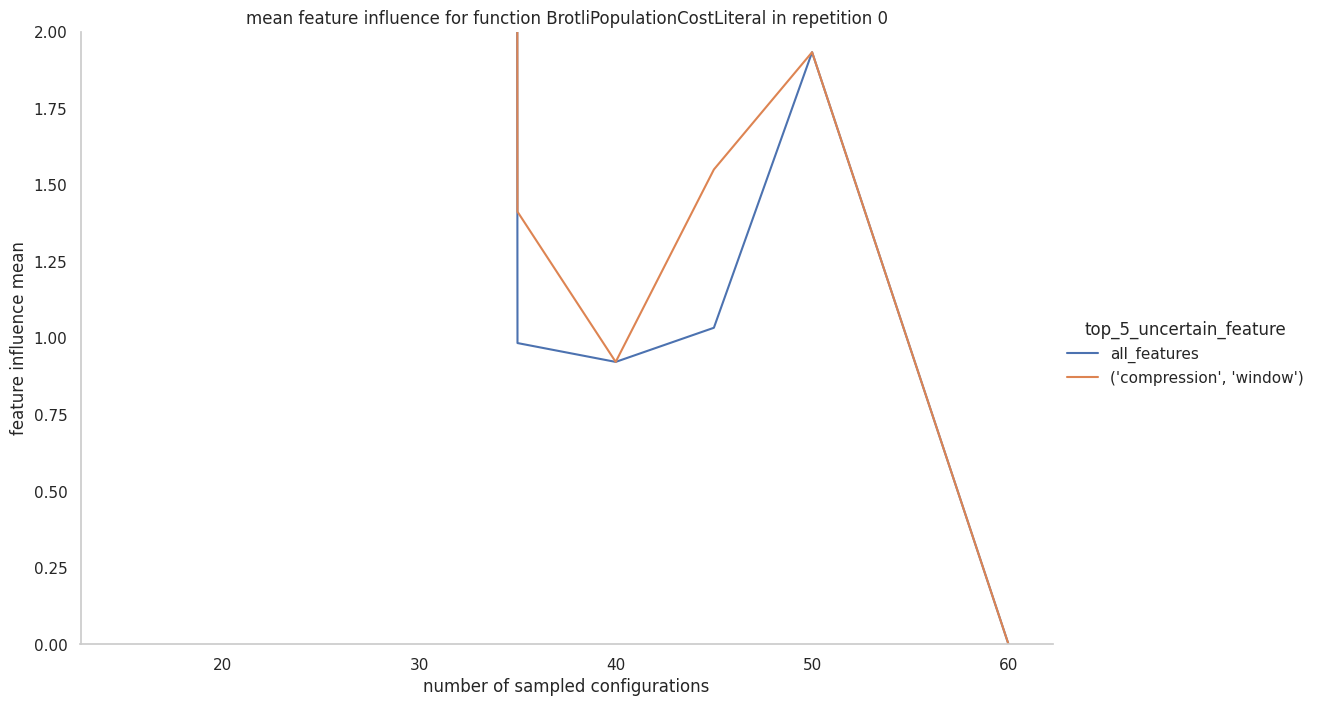 mean feature influence for function BrotliPopulationCostLiteral in repetition 0
2.00
1.75
1.50
1.25
1.00
0.75
0.50
0.25
0.00
feature influence mean
20
30
40
50
60
number of sampled configurations
top_5_uncertain_feature
all_features
('compression', 'window')